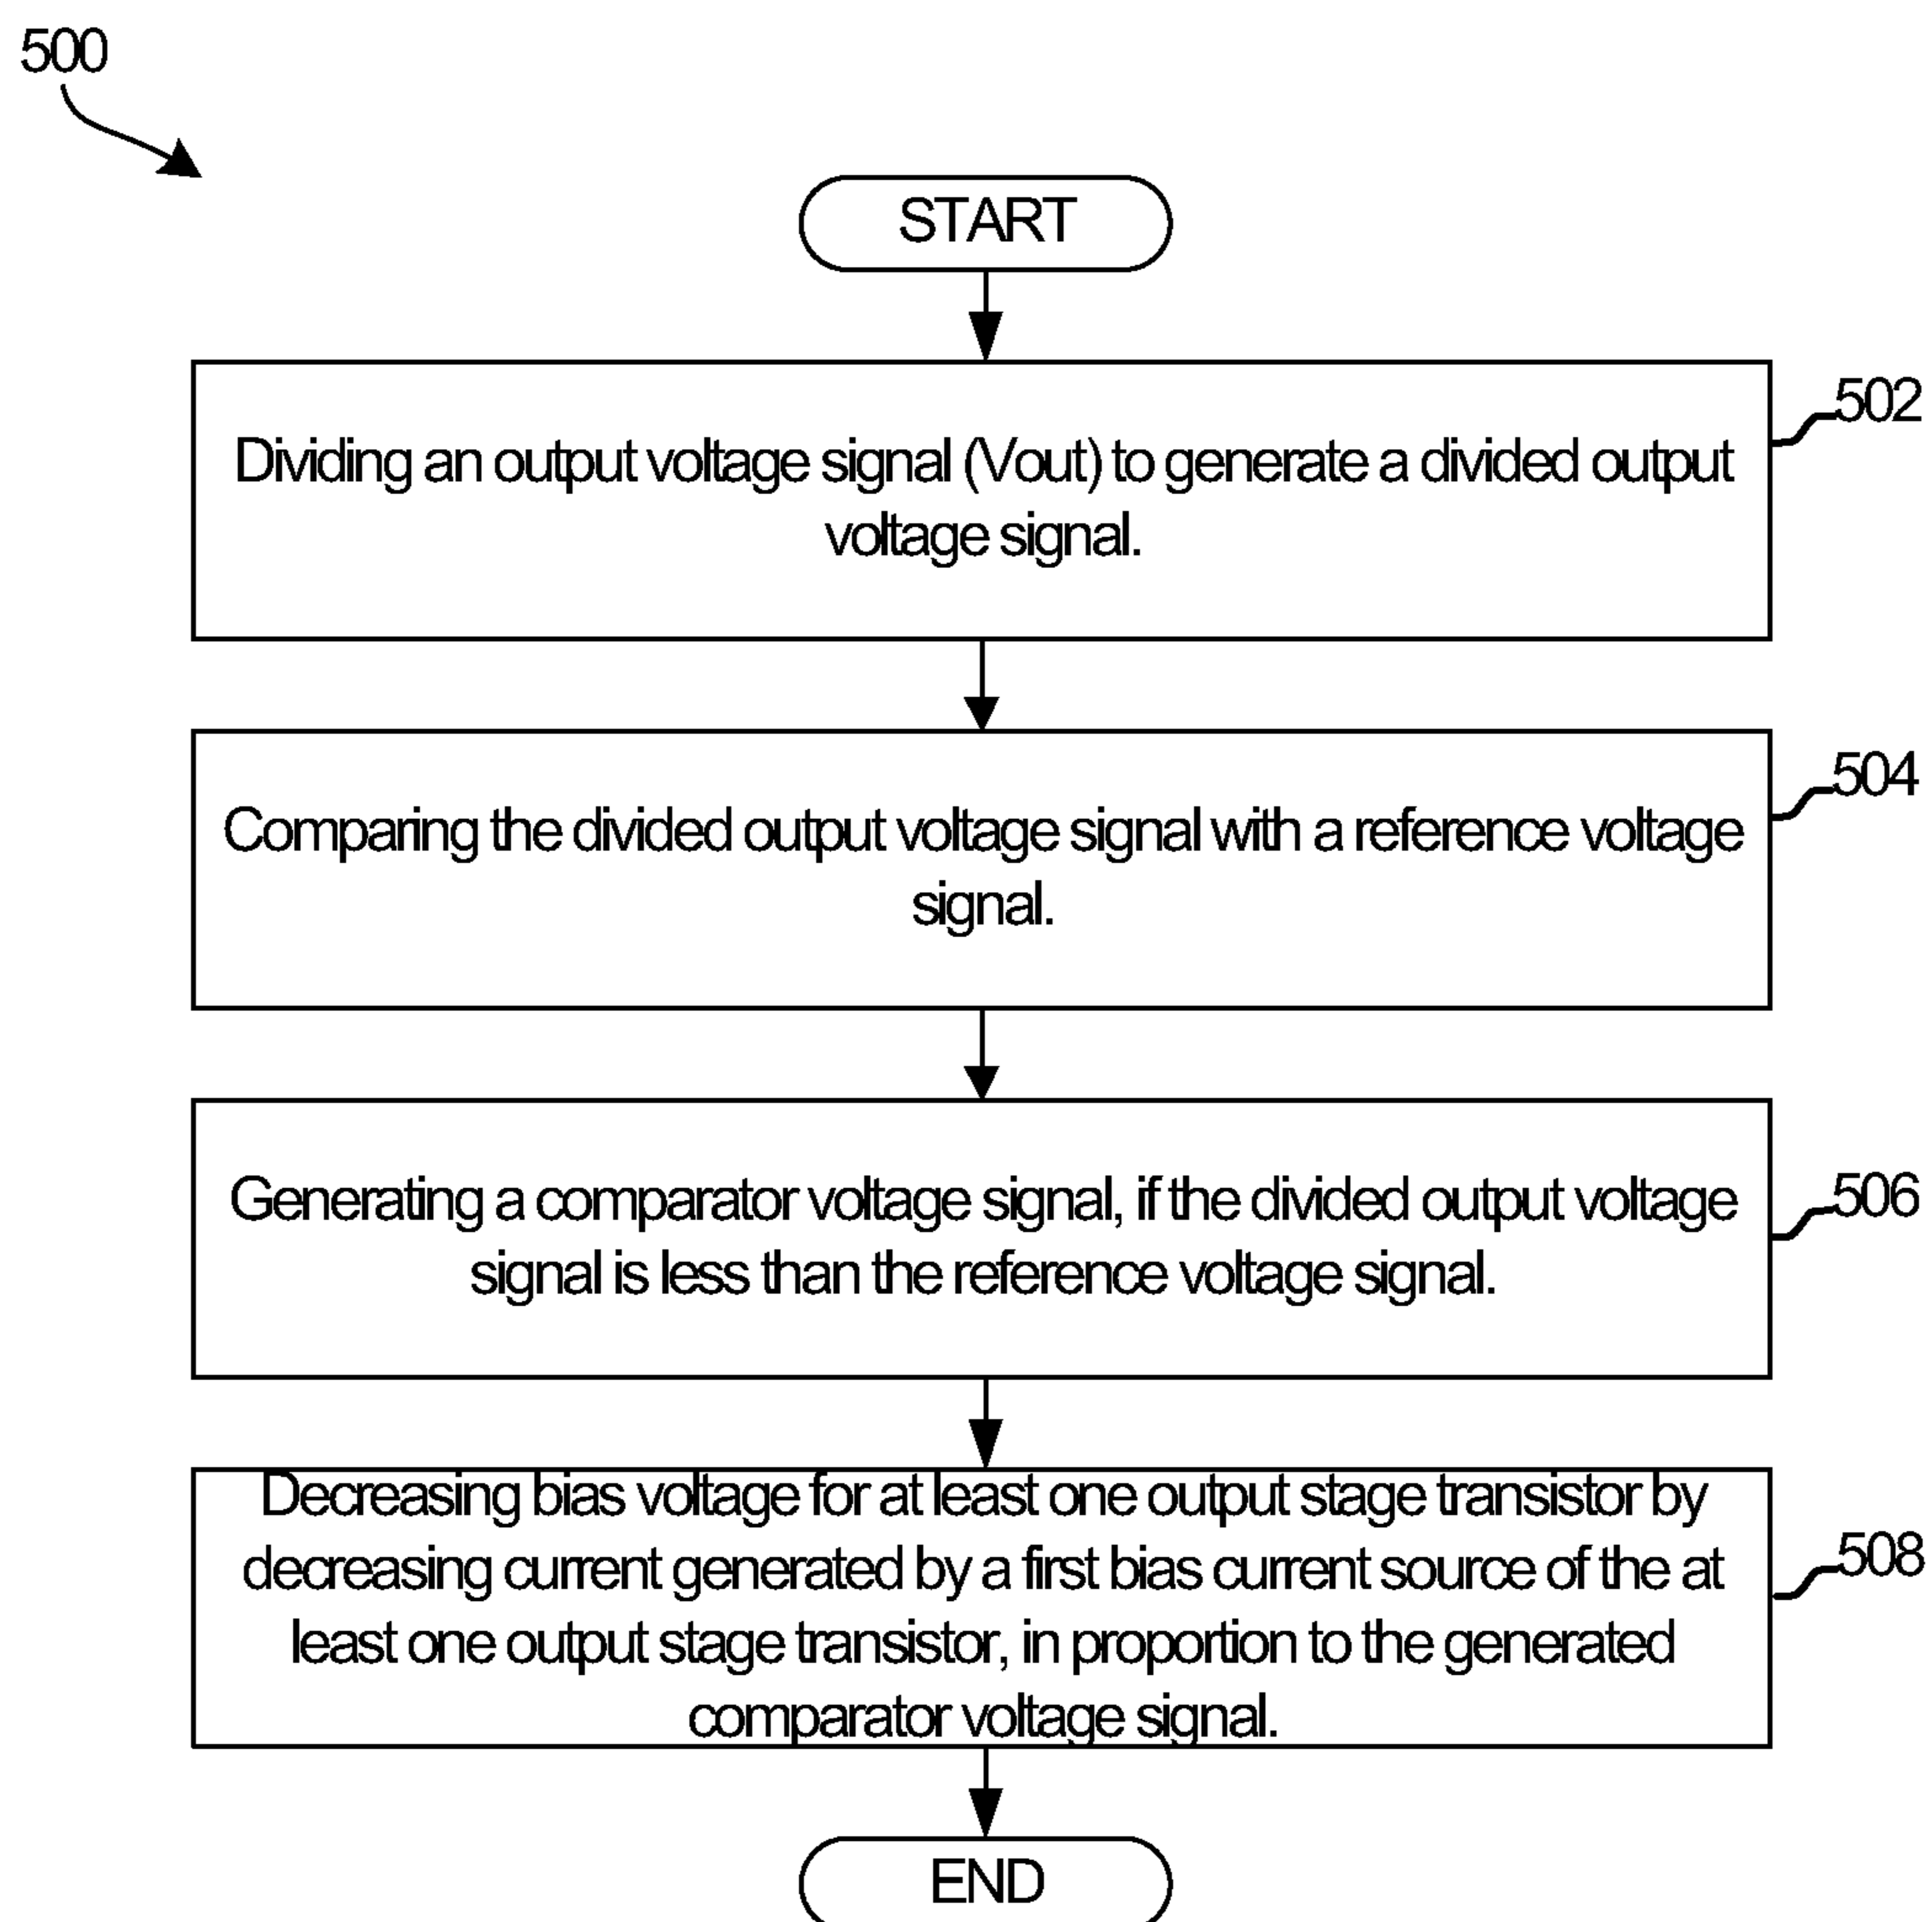 500
START
502
Dividing an output voltage signal (Vout) to generate a divided output
voltage signal.
504
Comparing the divided output voltage signal with a reference voltage
signal.
506
Generating a comparator voltage signal, if the divided output voltage
signal is less than the reference voltage signal.
Decreasing bias voltage for at least one output stage transistor by
508
decreasing current generated by a first bias current source of the at
least one output stage transistor, in proportion to the generated
comparator voltage signal.
END